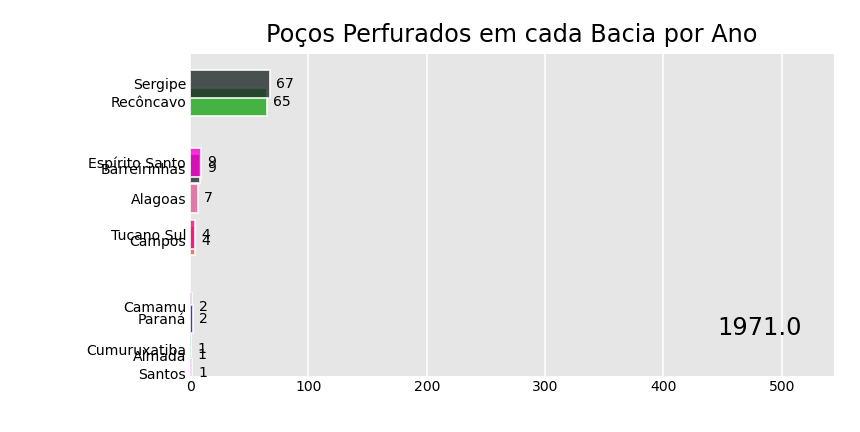 Poços Perfurados em cada Bacia por Ano
Sergipe 67
Recôncavo 65
Espírito Santo 9
Barreirinhas 9
Alagoas 7
Tucano Sul 4
Campos 4
Camamu 2
Paraná 2
1971.0
Cumuruxatiba 1
Almada 1
Santos 1
0 100 200 300 400 500